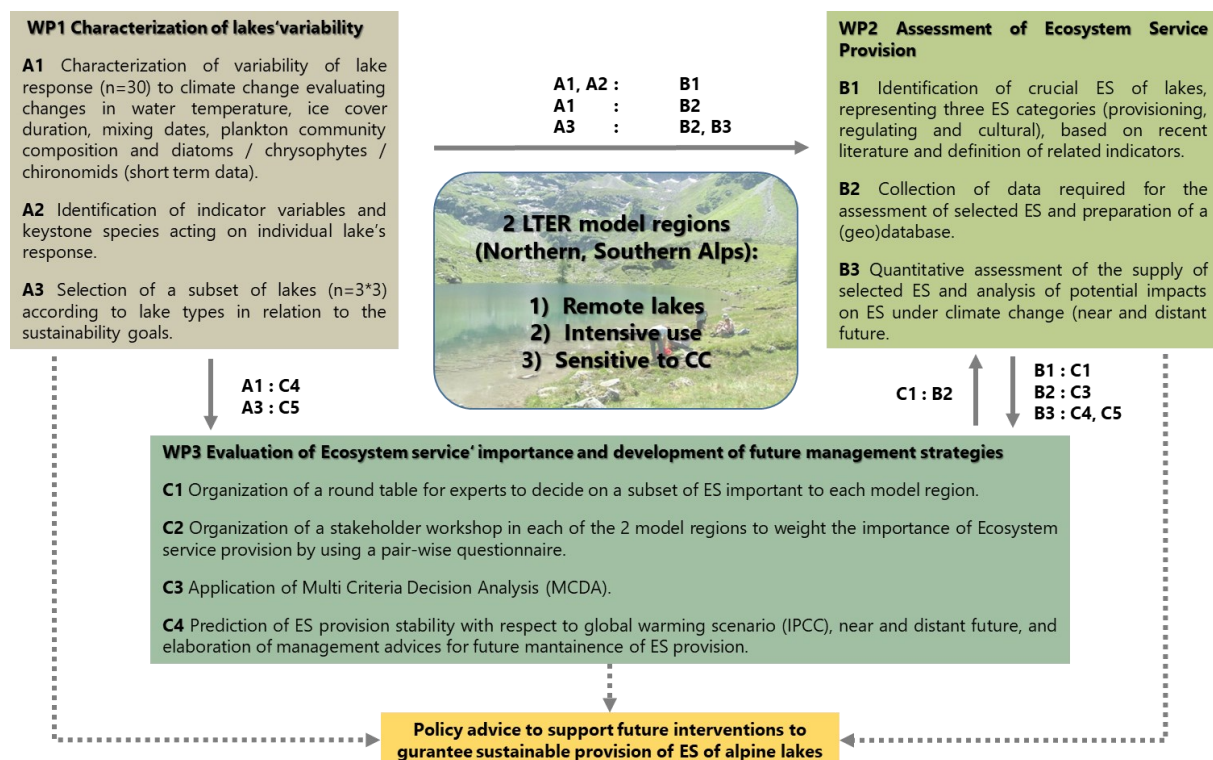 WP1 Characterization of lakes‘variability
A1 Characterization of variability of lake
response (n=30) to climate change evaluating
changes in water temperature, ice cover
duration, mixing dates, plankton community
composition and diatoms / chrysophytes /
chironomids (short term data).
A2 Identification of indicator variables and
keystone species acting on individual lake’s
response.
A3 Selection of a subset of lakes (n=3*3)
according to lake types in relation to the
sustainability goals.
A1, A2 : B1
A1 : B2
A3 : B2, B3
2 LTER model regions
(Northern, Southern Alps):
1) Remote lakes
2) Intensive use
3) Sensitive to CC
WP2 Assessment of Ecosystem Service
Provision
B1 Identification of crucial ES of lakes,
representing three ES categories (provisioning,
regulating and cultural), based on recent
literature and definition of related indicators.
B2 Collection of data required for the
assessment of selected ES and preparation of a
(geo)database.
B3 Quantitative assessment of the supply of
selected ES and analysis of potential impacts
on ES under climate change (near and distant
future.
A1 : C4
A3 : C5
C1 : B2
B1 : C1
B2 : C3
B3 : C4, C5
WP3 Evaluation of Ecosystem service‘ importance and development of future management strategies
C1 Organization of a round table for experts to decide on a subset of ES important to each model region.
C2 Organization of a stakeholder workshop in each of the 2 model regions to weight the importance of Ecosystem
service provision by using a pair-wise questionnaire.
C3 Application of Multi Criteria Decision Analysis (MCDA).
C4 Prediction of ES provision stability with respect to global warming scenario (IPCC), near and distant future, and
elaboration of management advices for future mantainence of ES provision.
Policy advice to support future interventions to
gurantee sustainable provision of ES of alpine lakes